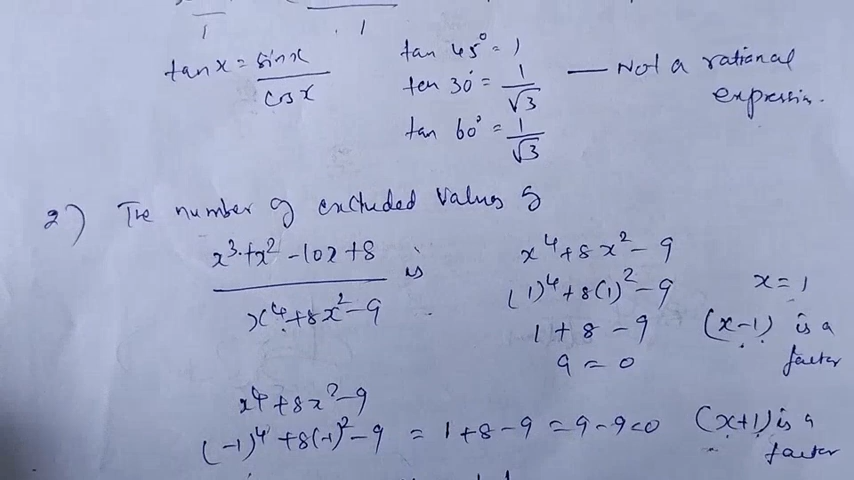 1 1
tan x = sin x / cos x
tan 45° = 1
tan 30° = 1/√3 — Not a rational expression.
tan 60° = 1/√3
2) The number of excluded values of
x³ + x² - 10x + 8 / x⁴ + 8x² - 9 is
x⁴ + 8x² - 9
(1)⁴ + 8(1)² - 9 x = 1
1 + 8 - 9 (x-1) is a factor
9 = 0
x⁴ + 8x² - 9
(-1)⁴ + 8(-1)² - 9 = 1 + 8 - 9 = 9 - 9 = 0 (x+1) is a factor